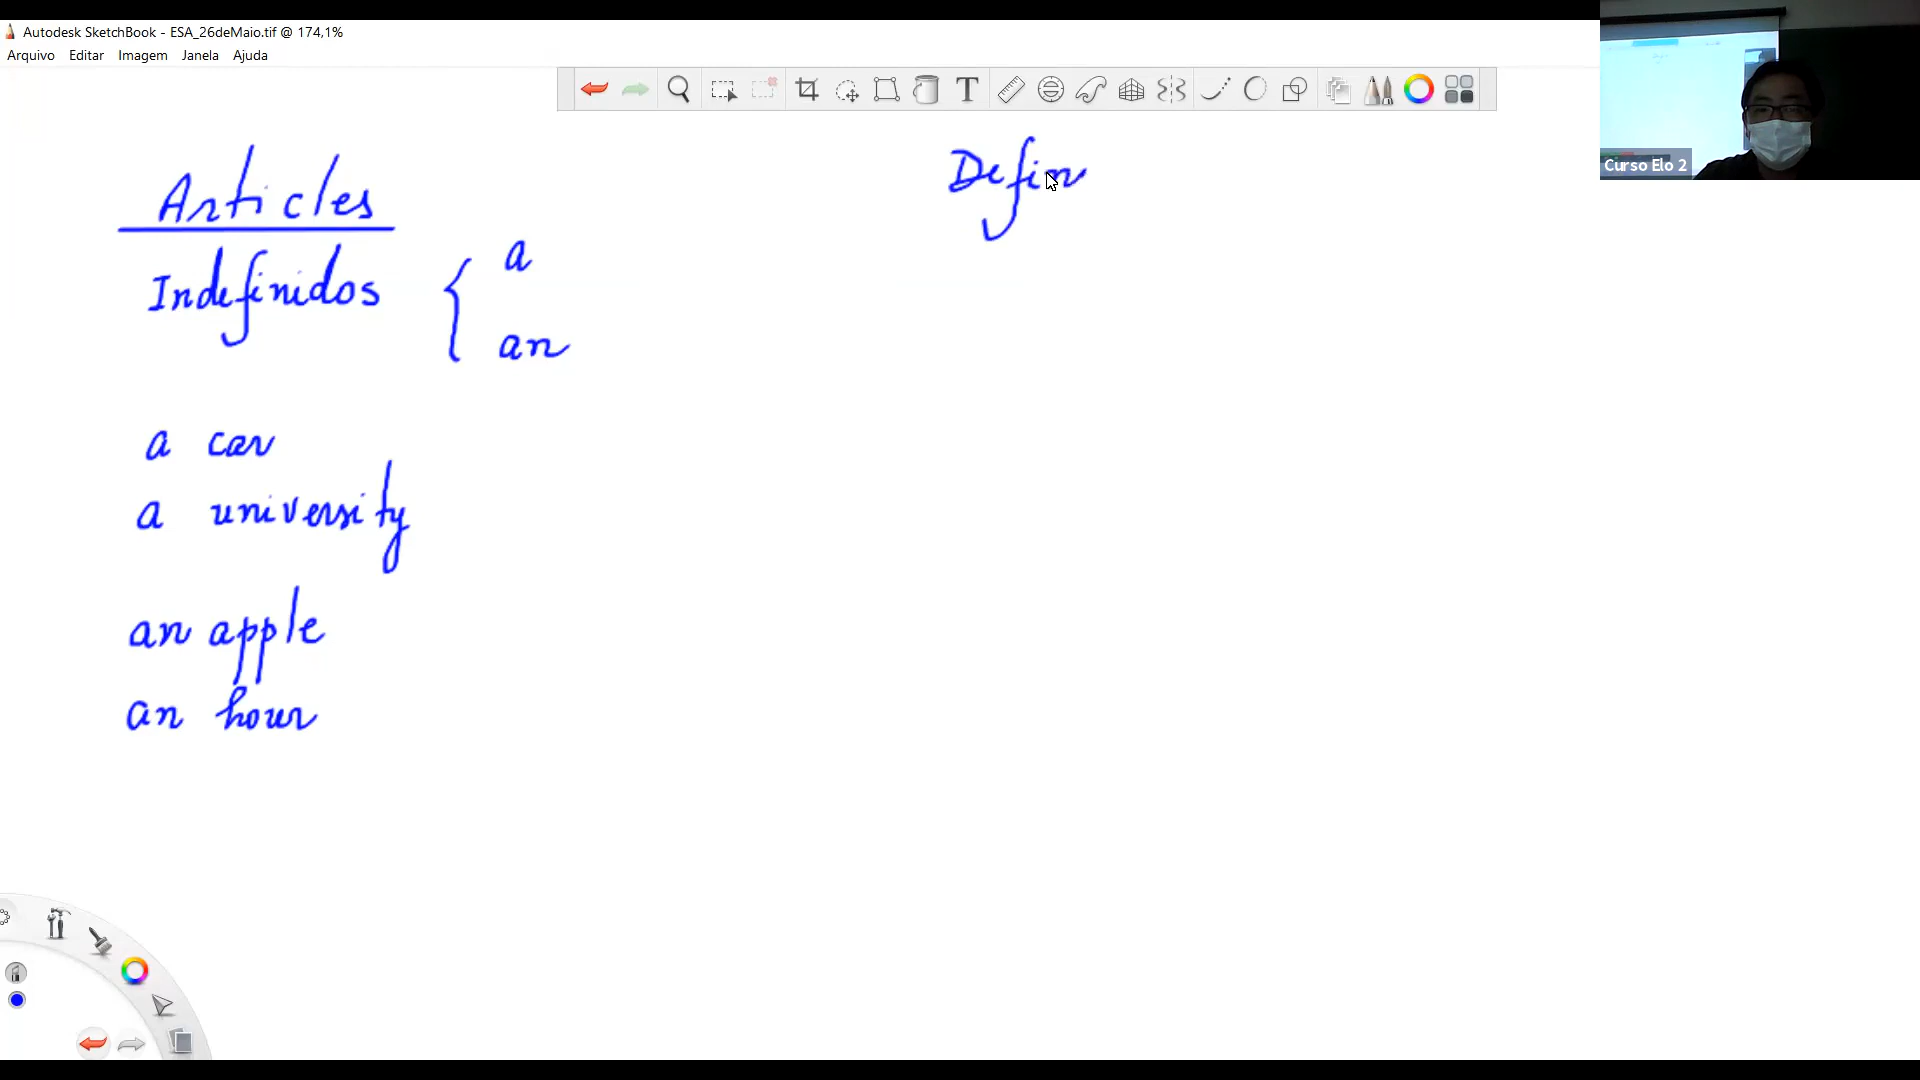 Autodesk SketchBook - ESA_26deMaio.tif @ 174,1%
Arquivo Editar Imagem Janela Ajuda
T
Curso Elo 2
Articles
Indefinidos { a
an
a car
a university
an apple
an hour
Defin